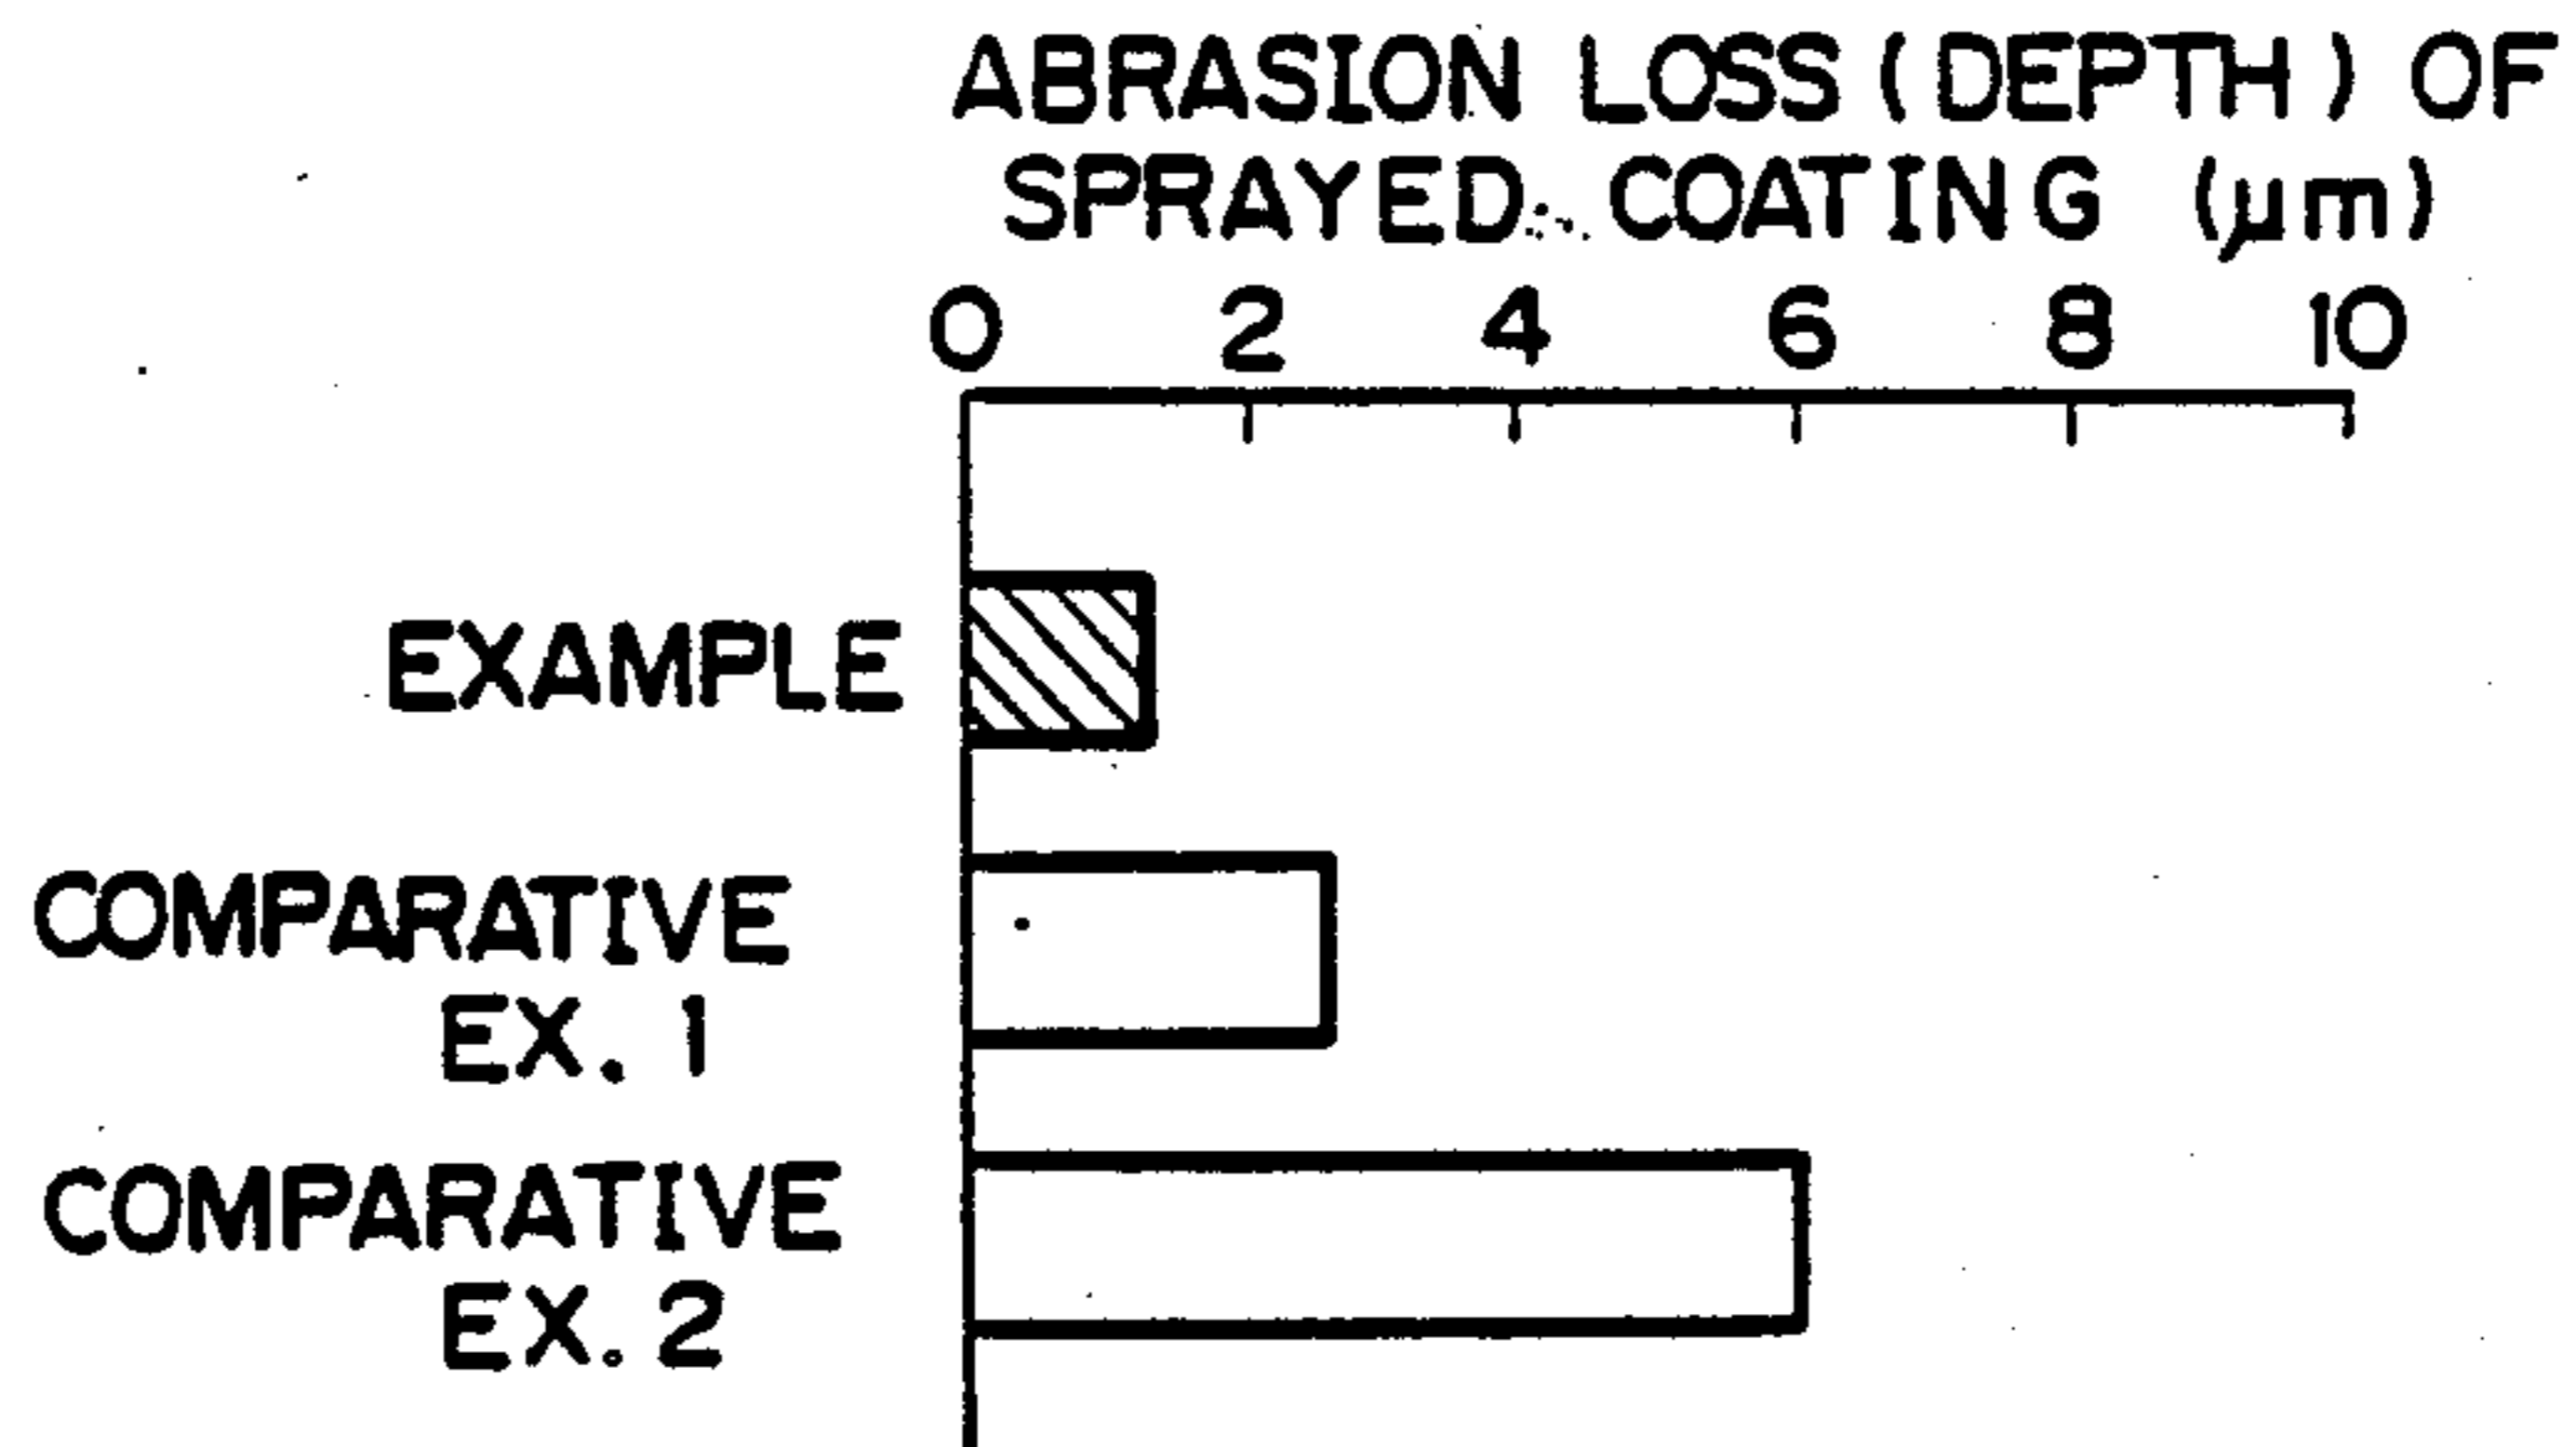 ABRASION LOSS (DEPTH) OF
SPRAYED COATING (μm)
0 2 4 6 8 10
EXAMPLE
COMPARATIVE
EX. 1
COMPARATIVE
EX. 2